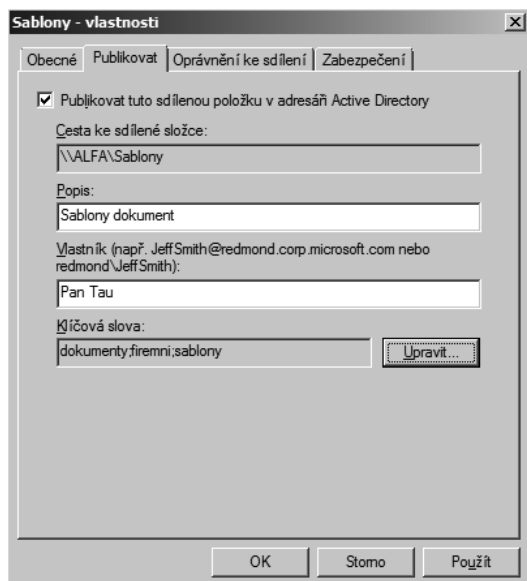 Sablony - vlastnosti
Obecné Publikovat Oprávnění ke sdílení Zabezpečení
Publikovat tuto sdílenou položku v adresáři Active Directory
Cesta ke sdílené složce:
\\ALFA\Sablony
Popis:
Sablony dokument
Vlastník (např. JeffSmith@redmond.corp.microsoft.com nebo
redmond\JeffSmith):
Pan Tau
Klíčová slova:
dokumenty;firemni;sablony
Upravit...
OK Storno Použít